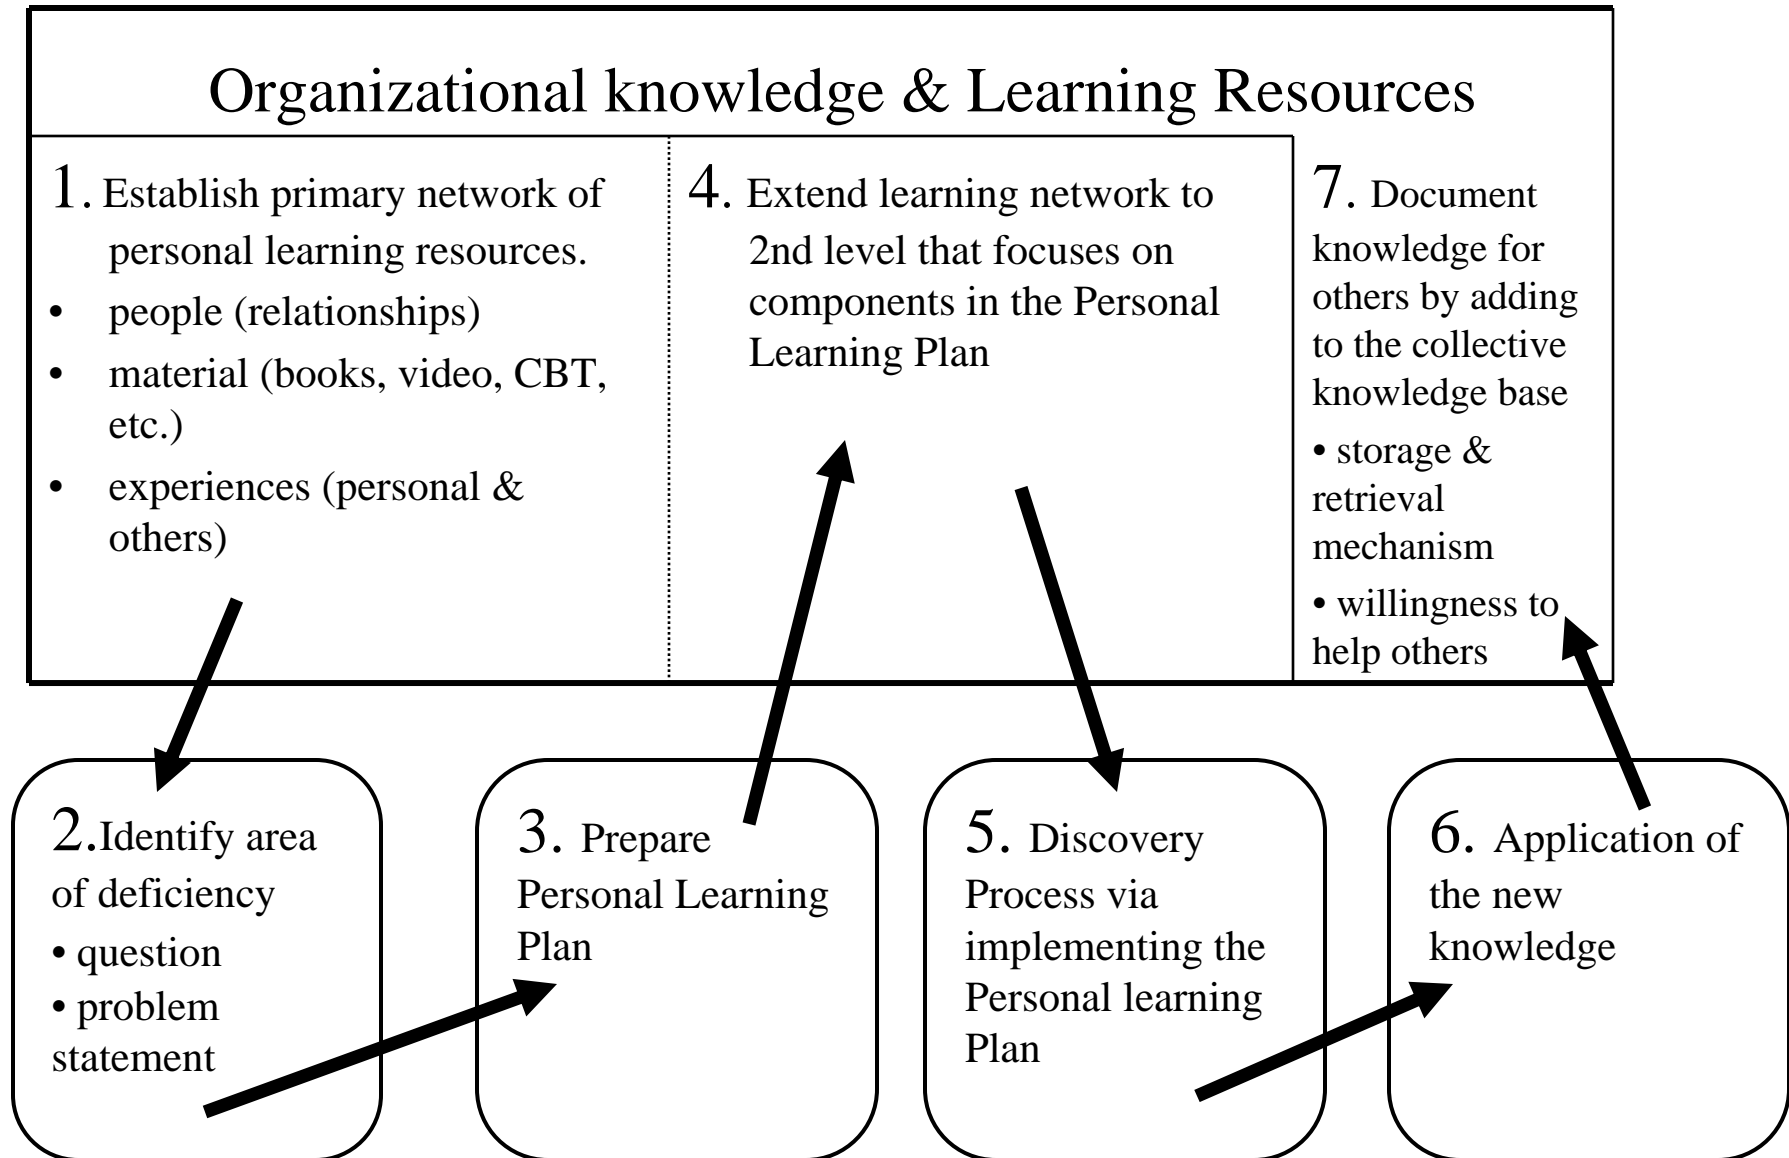 Organizational knowledge & Learning Resources
1. Establish primary network of
personal learning resources.
• people (relationships)
• material (books, video, CBT,
etc.)
• experiences (personal &
others)
4. Extend learning network to
2nd level that focuses on
components in the Personal
Learning Plan
7. Document
knowledge for
others by adding
to the collective
knowledge base
• storage &
retrieval
mechanism
• willingness to
help others
2.Identify area
of deficiency
• question
• problem
statement
3. Prepare
Personal Learning
Plan
5. Discovery
Process via
implementing the
Personal learning
Plan
6. Application of
the new
knowledge